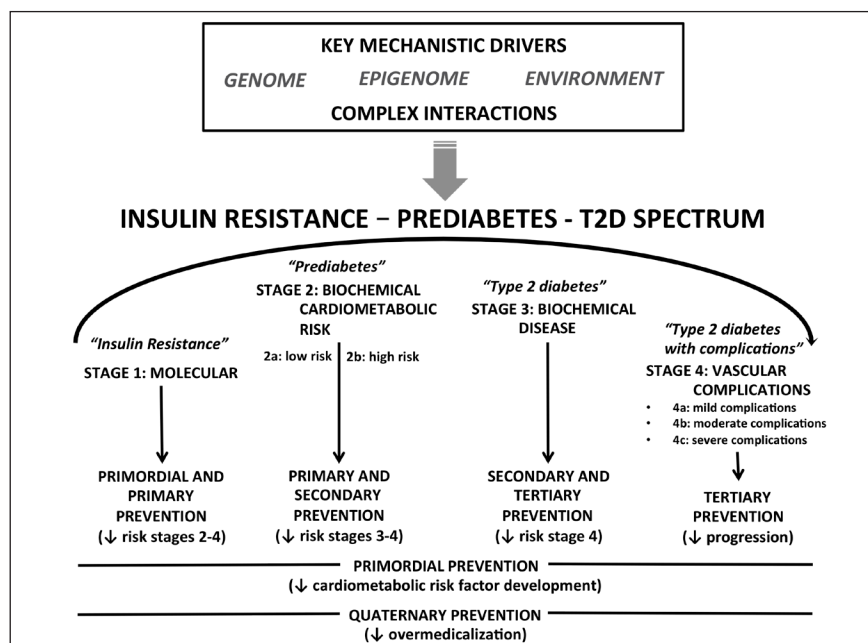 KEY MECHANISTIC DRIVERS
GENOME EPIGENOME ENVIRONMENT
COMPLEX INTERACTIONS
INSULIN RESISTANCE – PREDIABETES - T2D SPECTRUM
“Insulin Resistance”
STAGE 1: MOLECULAR
PRIMORDIAL AND
PRIMARY
PREVENTION
(↓ risk stages 2-4)
“Prediabetes”
STAGE 2: BIOCHEMICAL
CARDIOMETABOLIC
RISK
2a: low risk 2b: high risk
PRIMARY AND
SECONDARY
PREVENTION
(↓ risk stages 3-4)
“Type 2 diabetes”
STAGE 3: BIOCHEMICAL
DISEASE
SECONDARY AND
TERTIARY
PREVENTION
(↓ risk stage 4)
“Type 2 diabetes
with complications”
STAGE 4: VASCULAR
COMPLICATIONS
• 4a: mild complications
• 4b: moderate complications
• 4c: severe complications
TERTIARY
PREVENTION
(↓ progression)
PRIMORDIAL PREVENTION
(↓ cardiometabolic risk factor development)
QUATERNARY PREVENTION
(↓ overmedicalization)